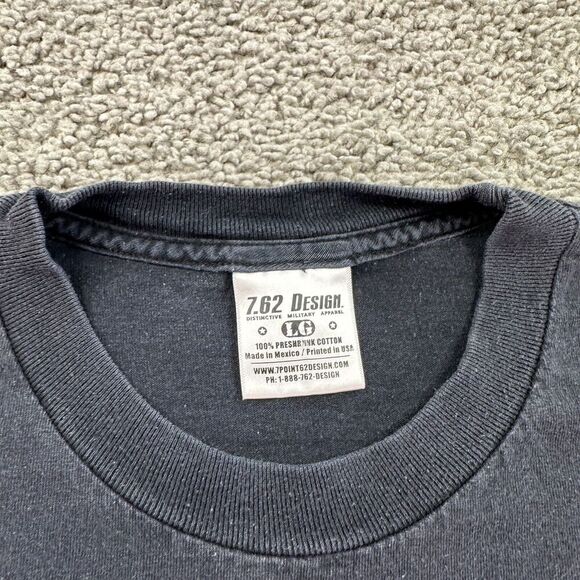 7.62 DESIGN.
DISTINCTIVE MILITARY APPAREL
LG
100% PRESHRUNK COTTON
Made in Mexico / Printed in USA
WWW.7POINT62DESIGN.COM
PH: 1-888-762-DESIGN